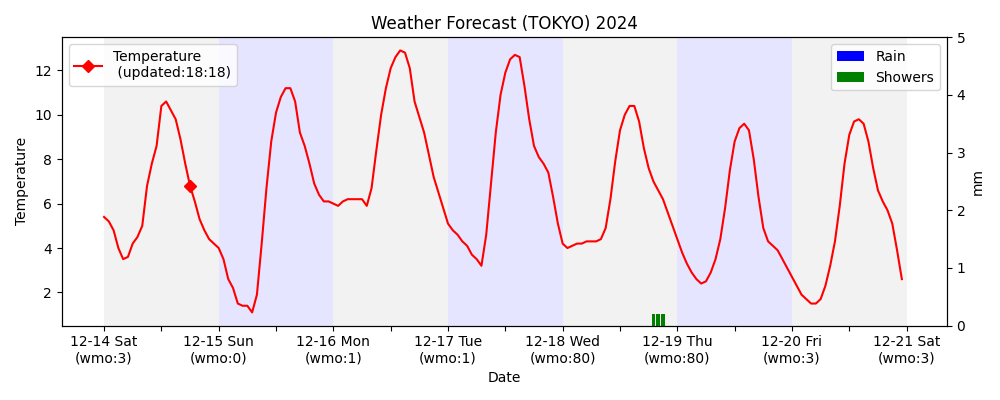 Weather Forecast (TOKYO) 2024
Temperature
(updated:18:18)
Rain
Showers
12
10
8
6
4
2
Temperature
5
4
3
2
1
0
mm
12-14 Sat
(wmo:3)
12-15 Sun
(wmo:0)
12-16 Mon
(wmo:1)
12-17 Tue
(wmo:1)
12-18 Wed
(wmo:80)
12-19 Thu
(wmo:80)
12-20 Fri
(wmo:3)
12-21 Sat
(wmo:3)
Date